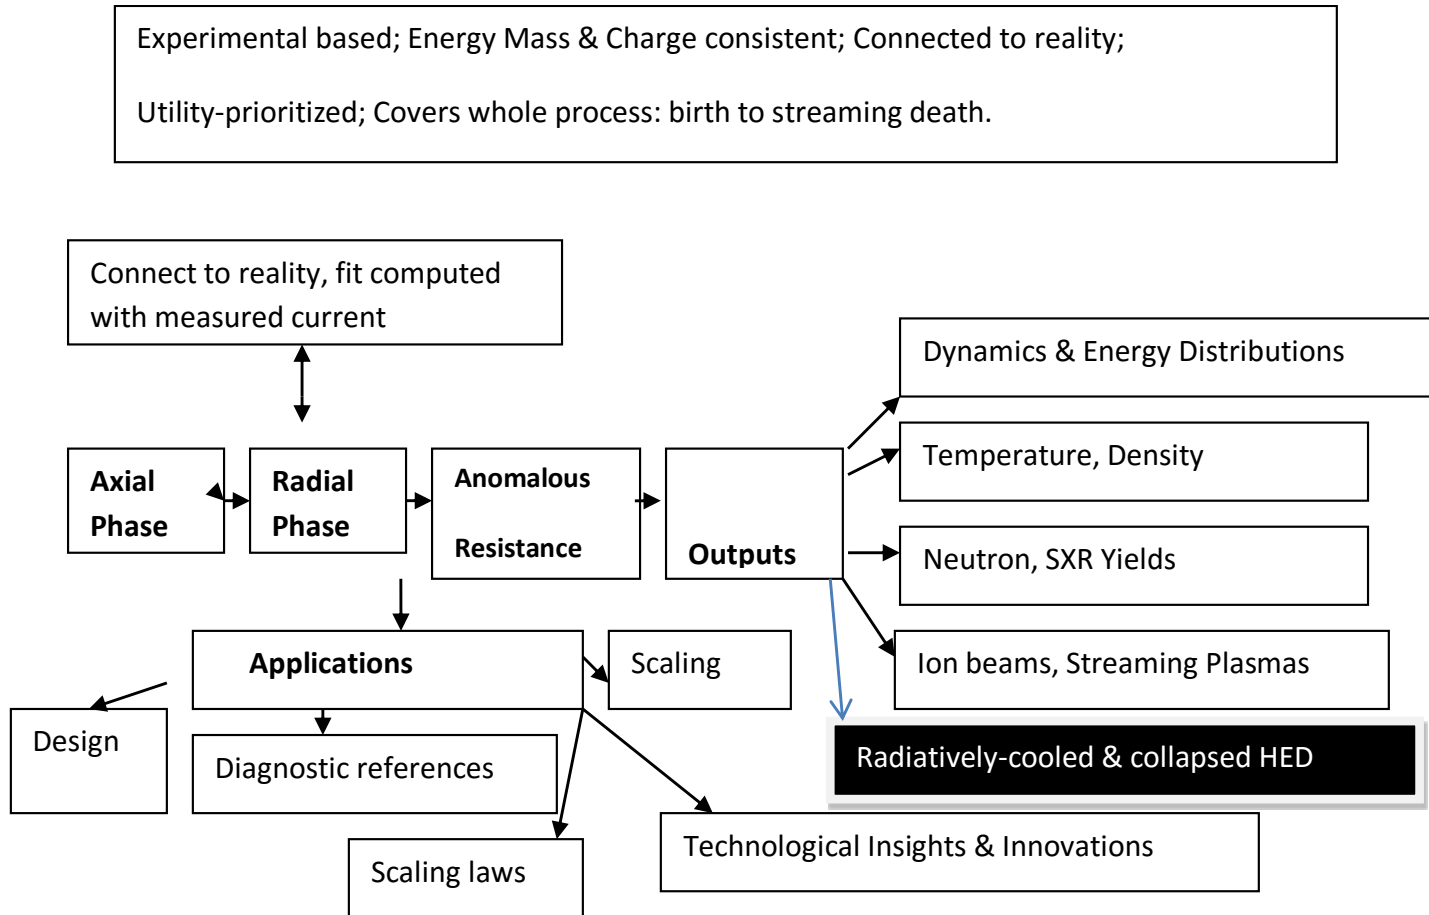 Experimental based; Energy Mass & Charge consistent; Connected to reality;
Utility-prioritized; Covers whole process: birth to streaming death.
Connect to reality, fit computed
with measured current
Dynamics & Energy Distributions
Axial
Phase
Radial
Phase
Anomalous
Resistance
Outputs
Temperature, Density
Neutron, SXR Yields
Ion beams, Streaming Plasmas
Radiatively-cooled & collapsed HED
Applications
Scaling
Design
Diagnostic references
Scaling laws
Technological Insights & Innovations